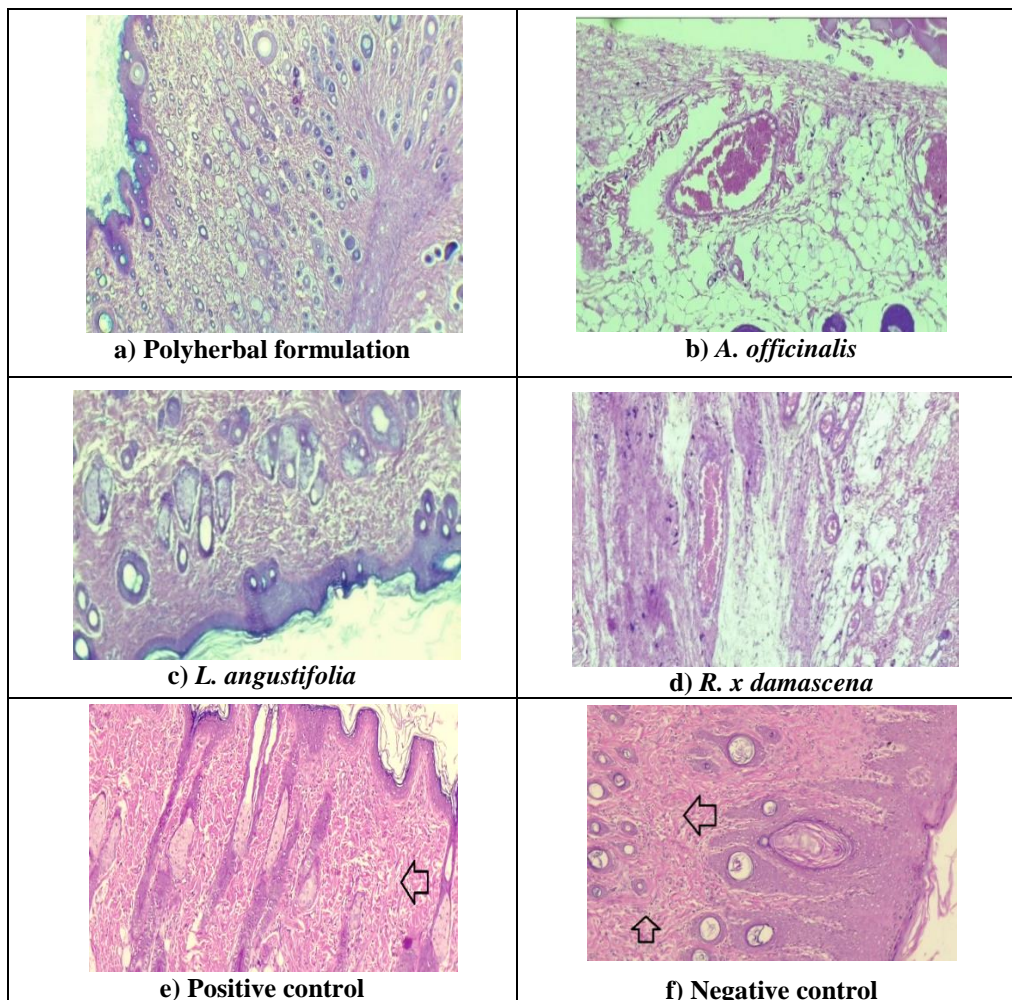 a) Polyherbal formulation
b) A. officinalis
c) L. angustifolia
d) R. x damascena
e) Positive control
f) Negative control